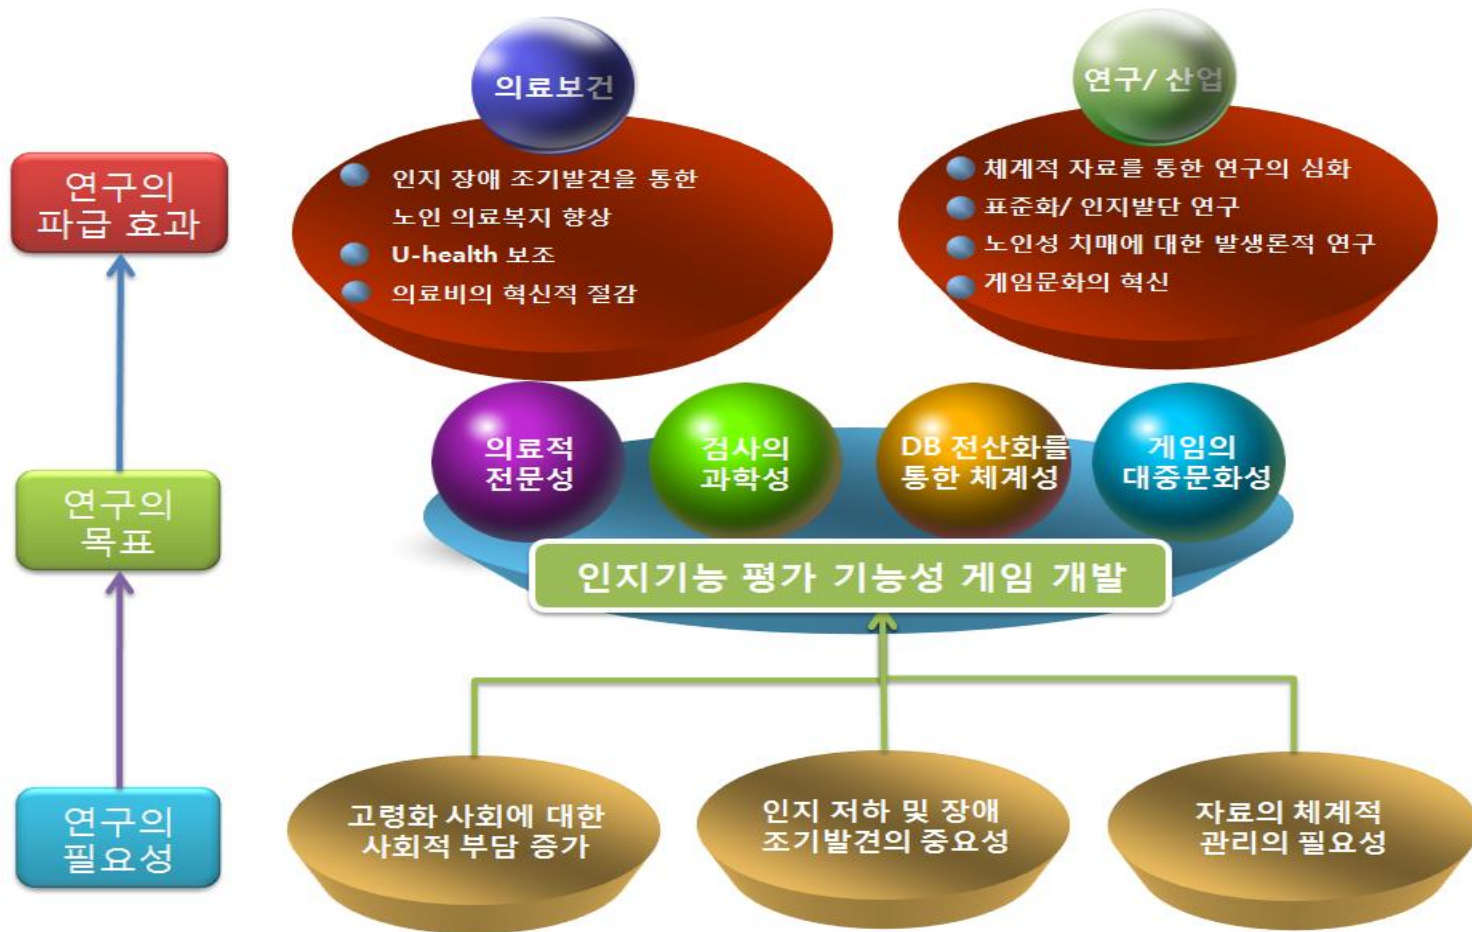 의료보건
연구/ 산업
연구의
파급 효과
인지 장애 조기발견을 통한
노인 의료복지 향상
U-health 보조
의료비의 혁신적 절감
체계적 자료를 통한 연구의 심화
표준화/ 인지발단 연구
노인성 치매에 대한 발생론적 연구
게임문화의 혁신
연구의
목표
의료적
전문성
검사의
과학성
DB 전산화를
통한 체계성
게임의
대중문화성
인지기능 평가 기능성 게임 개발
연구의
필요성
고령화 사회에 대한
사회적 부담 증가
인지 저하 및 장애
조기발견의 중요성
자료의 체계적
관리의 필요성